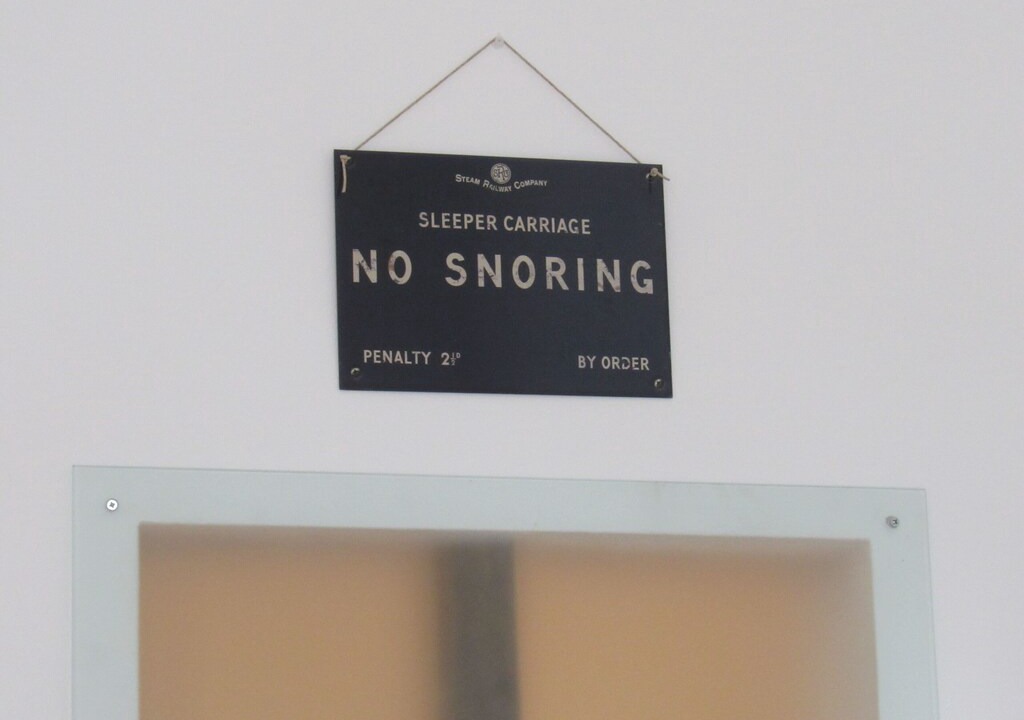 STEAM RAILWAY COMPANY
SLEEPER CARRIAGE
NO SNORING
PENALTY 2½D BY ORDER